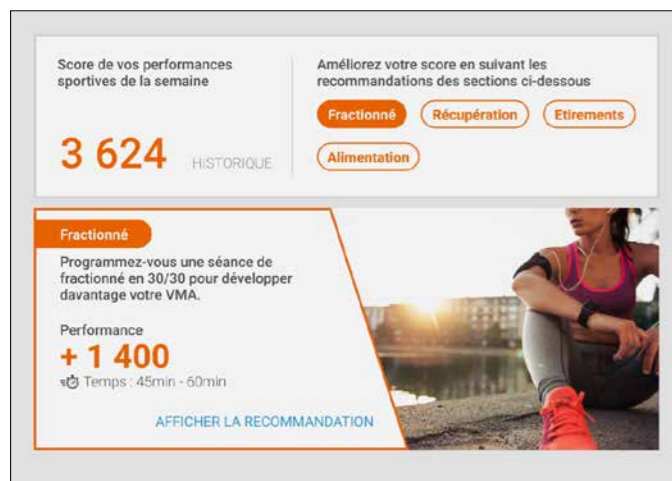 Score de vos performances
sportives de la semaine
3 624
HISTORIQUE
Améliorez votre score en suivant les
recommandations des sections ci-dessous
Fractionné
Récupération
Etirements
Alimentation
Fractionné
Programmez-vous une séance de
fractionné en 30/30 pour développer
davantage votre VMA.
Performance
+ 1 400
Temps : 45min - 60min
AFFICHER LA RECOMMANDATION